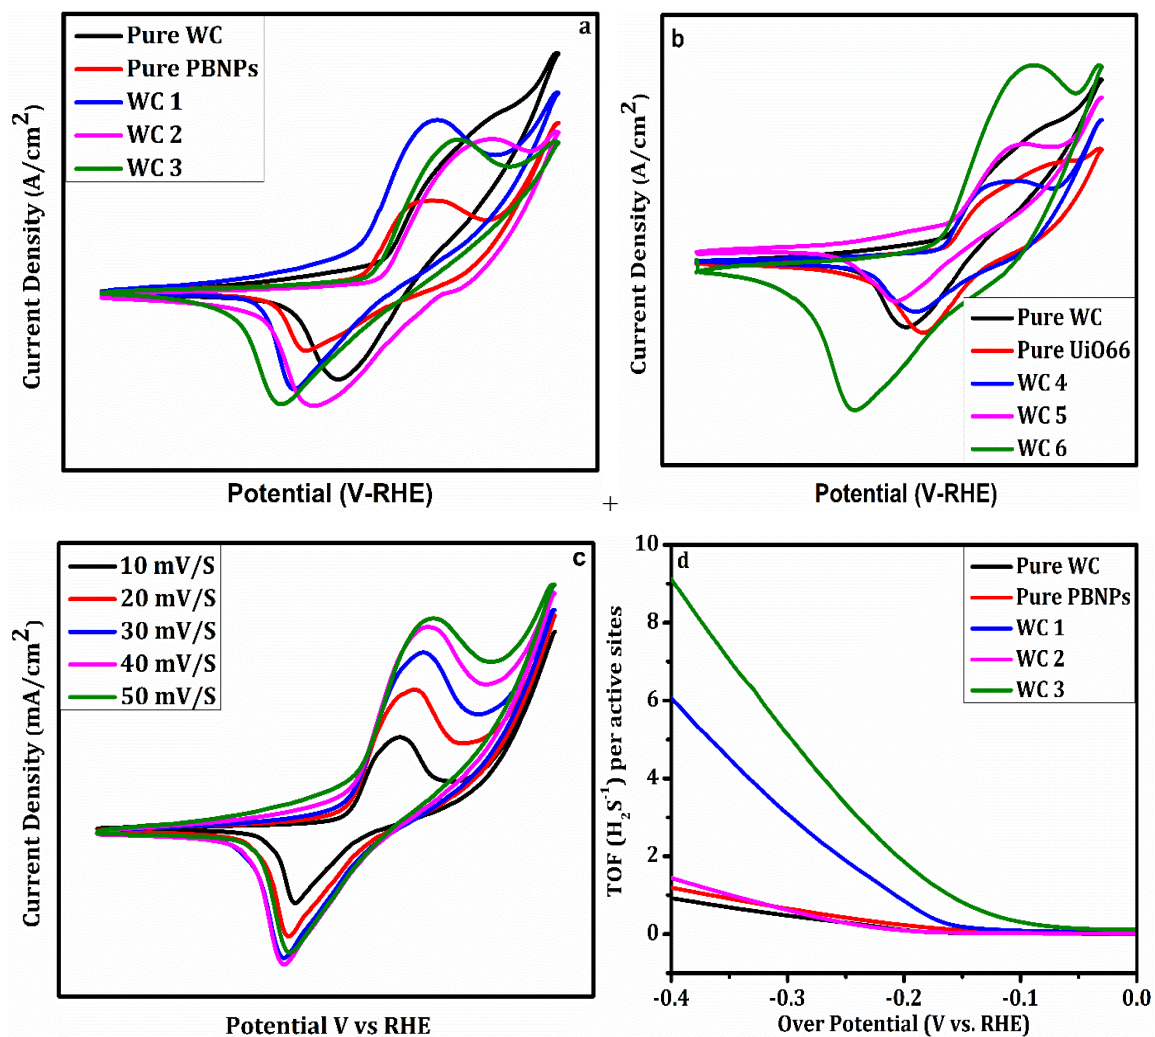 a
Pure WC
Pure PBNPs
WC 1
WC 2
WC 3
Current Density (A/cm²)
Potential (V-RHE)
b
Current Density (A/cm²)
Pure WC
Pure UiO66
WC 4
WC 5
WC 6
Potential (V-RHE)
+
c
10 mV/S
20 mV/S
30 mV/S
40 mV/S
50 mV/S
Current Density (mA/cm²)
Potential V vs RHE
d
Pure WC
Pure PBNPs
WC 1
WC 2
WC 3
TOF (H₂S⁻¹) per active sites
10
8
6
4
2
0
-0.4 -0.3 -0.2 -0.1 0.0
Over Potential (V vs. RHE)